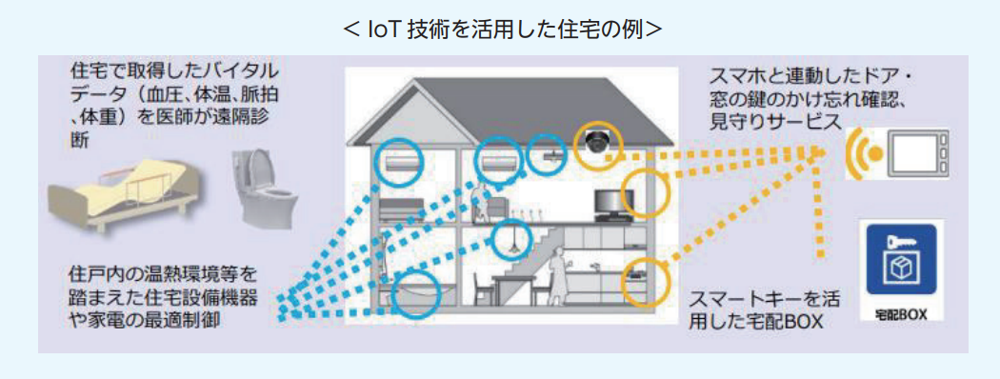 ＜ IoT 技術を活用した住宅の例＞
住宅で取得したバイタル
データ（血圧、体温、脈拍
、体重）を医師が遠隔診
断
スマホと連動したドア・
窓の鍵のかけ忘れ確認、
見守りサービス
住戸内の温熱環境等を
踏まえた住宅設備機器
や家電の最適制御
スマートキーを活
用した宅配BOX
宅配BOX